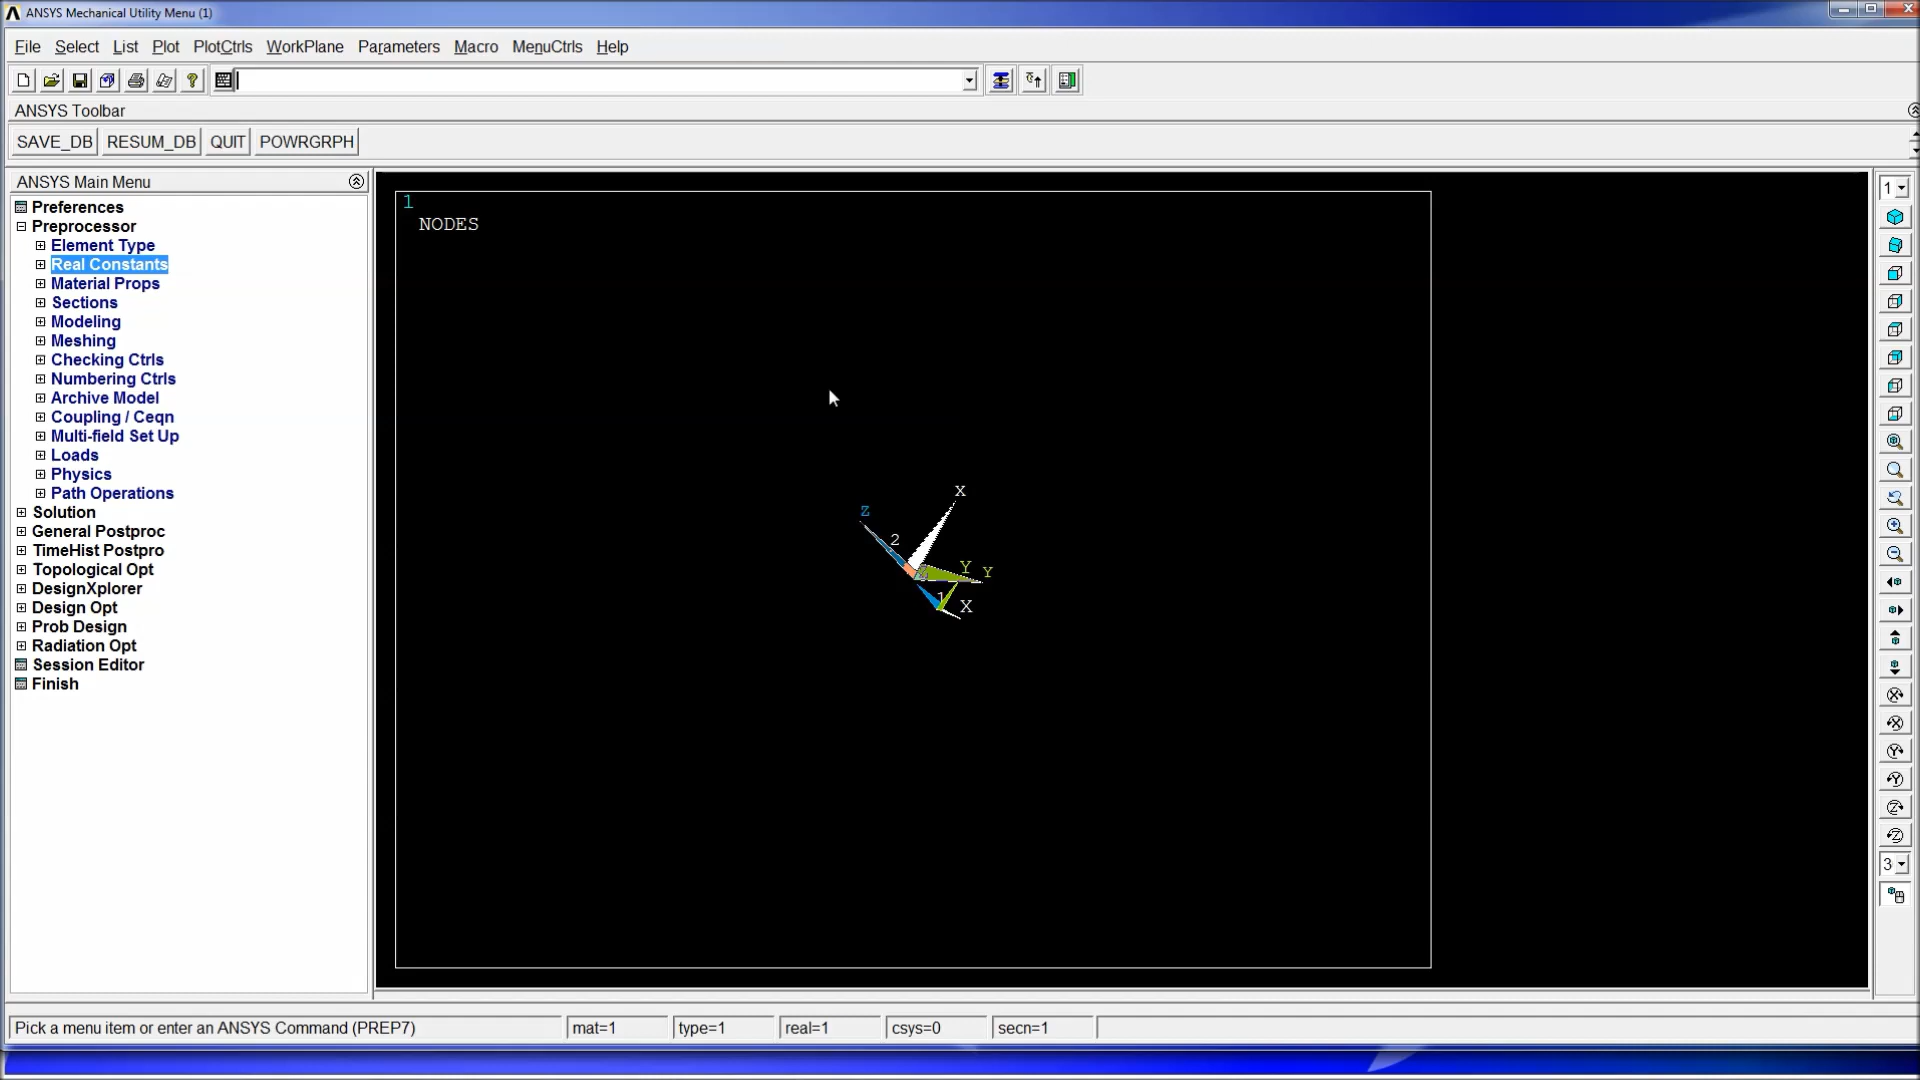 ANSYS Mechanical Utility Menu (1)
File Select List Plot PlotCtrls WorkPlane Parameters Macro MenuCtrls Help
ANSYS Toolbar
SAVE_DB RESUM_DB QUIT POWRGRPH
ANSYS Main Menu
Preferences
Preprocessor
Element Type
Real Constants
Material Props
Sections
Modeling
Meshing
Checking Ctrls
Numbering Ctrls
Archive Model
Coupling / Ceqn
Multi-field Set Up
Loads
Physics
Path Operations
Solution
General Postproc
TimeHist Postpro
Topological Opt
DesignXplorer
Design Opt
Prob Design
Radiation Opt
Session Editor
Finish
1
NODES
X
Z
2
Y Y
1 X
1
3
Pick a menu item or enter an ANSYS Command (PREP7) mat=1 type=1 real=1 csys=0 secn=1